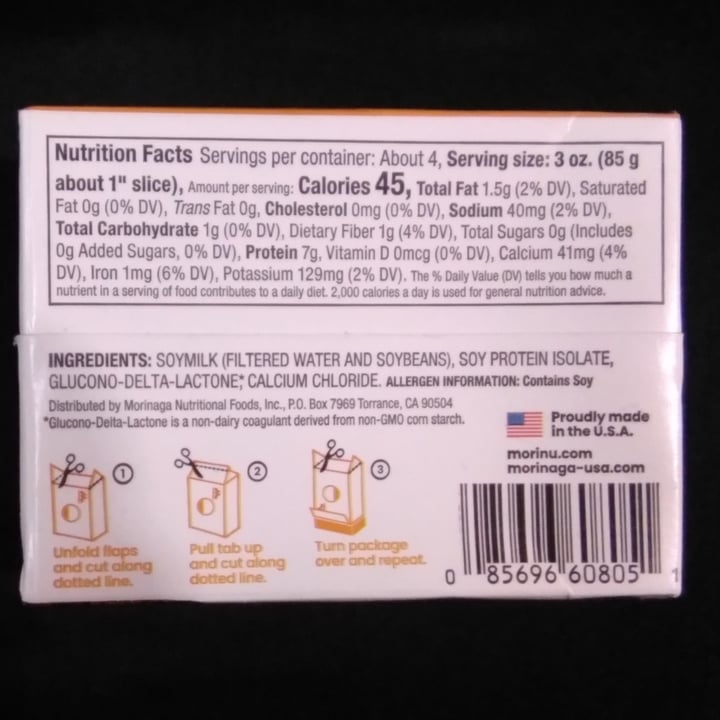 Nutrition Facts Servings per container: About 4, Serving size: 3 oz. (85 g
about 1" slice), Amount per serving: Calories 45, Total Fat 1.5g (2% DV), Saturated
Fat 0g (0% DV), Trans Fat 0g, Cholesterol 0mg (0% DV), Sodium 40mg (2% DV),
Total Carbohydrate 1g (0% DV), Dietary Fiber 1g (4% DV), Total Sugars 0g (Includes
0g Added Sugars, 0% DV), Protein 7g, Vitamin D 0mcg (0% DV), Calcium 41mg (4%
DV), Iron 1mg (6% DV), Potassium 129mg (2% DV). The % Daily Value (DV) tells you how much a
nutrient in a serving of food contributes to a daily diet. 2,000 calories a day is used for general nutrition advice.
INGREDIENTS: SOYMILK (FILTERED WATER AND SOYBEANS), SOY PROTEIN ISOLATE,
GLUCONO-DELTA-LACTONE,* CALCIUM CHLORIDE. ALLERGEN INFORMATION: Contains Soy
Distributed by Morinaga Nutritional Foods, Inc., P.O. Box 7969 Torrance, CA 90504
*Glucono-Delta-Lactone is a non-dairy coagulant derived from non-GMO corn starch.
Proudly made
in the U.S.A.
morinu.com
morinaga-usa.com
1
Unfold flaps
and cut along
dotted line.
2
Pull tab up
and cut along
dotted line.
3
Turn package
over and repeat.
0 85696 60805 1